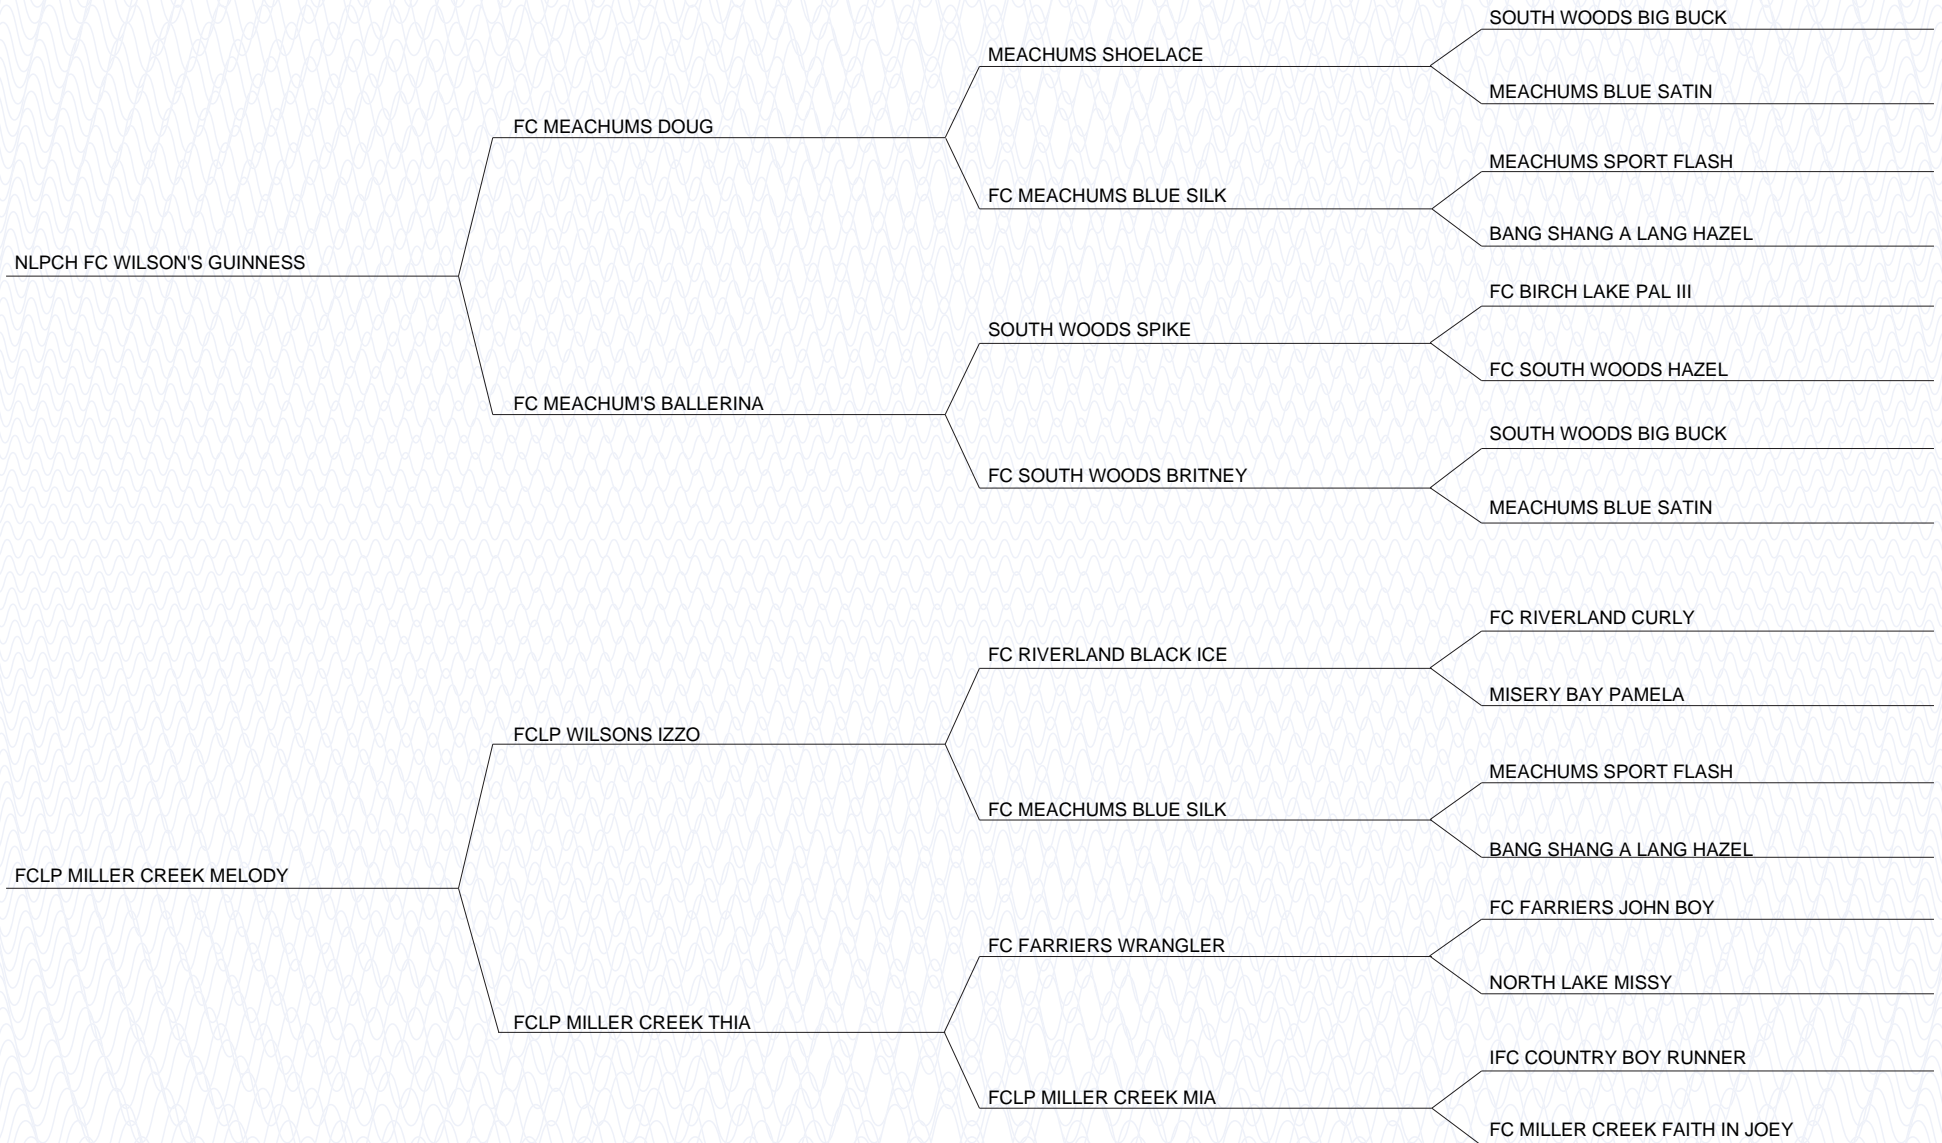 SOUTH WOODS BIG BUCK
MEACHUMS SHOELACE
MEACHUMS BLUE SATIN
FC MEACHUMS DOUG
MEACHUMS SPORT FLASH
FC MEACHUMS BLUE SILK
BANG SHANG A LANG HAZEL
NLPCH FC WILSON'S GUINNESS
FC BIRCH LAKE PAL III
SOUTH WOODS SPIKE
FC SOUTH WOODS HAZEL
FC MEACHUM'S BALLERINA
SOUTH WOODS BIG BUCK
FC SOUTH WOODS BRITNEY
MEACHUMS BLUE SATIN
FC RIVERLAND CURLY
FC RIVERLAND BLACK ICE
MISERY BAY PAMELA
FCLP WILSONS IZZO
MEACHUMS SPORT FLASH
FC MEACHUMS BLUE SILK
BANG SHANG A LANG HAZEL
FCLP MILLER CREEK MELODY
FC FARRIERS JOHN BOY
FC FARRIERS WRANGLER
NORTH LAKE MISSY
FCLP MILLER CREEK THIA
IFC COUNTRY BOY RUNNER
FCLP MILLER CREEK MIA
FC MILLER CREEK FAITH IN JOEY